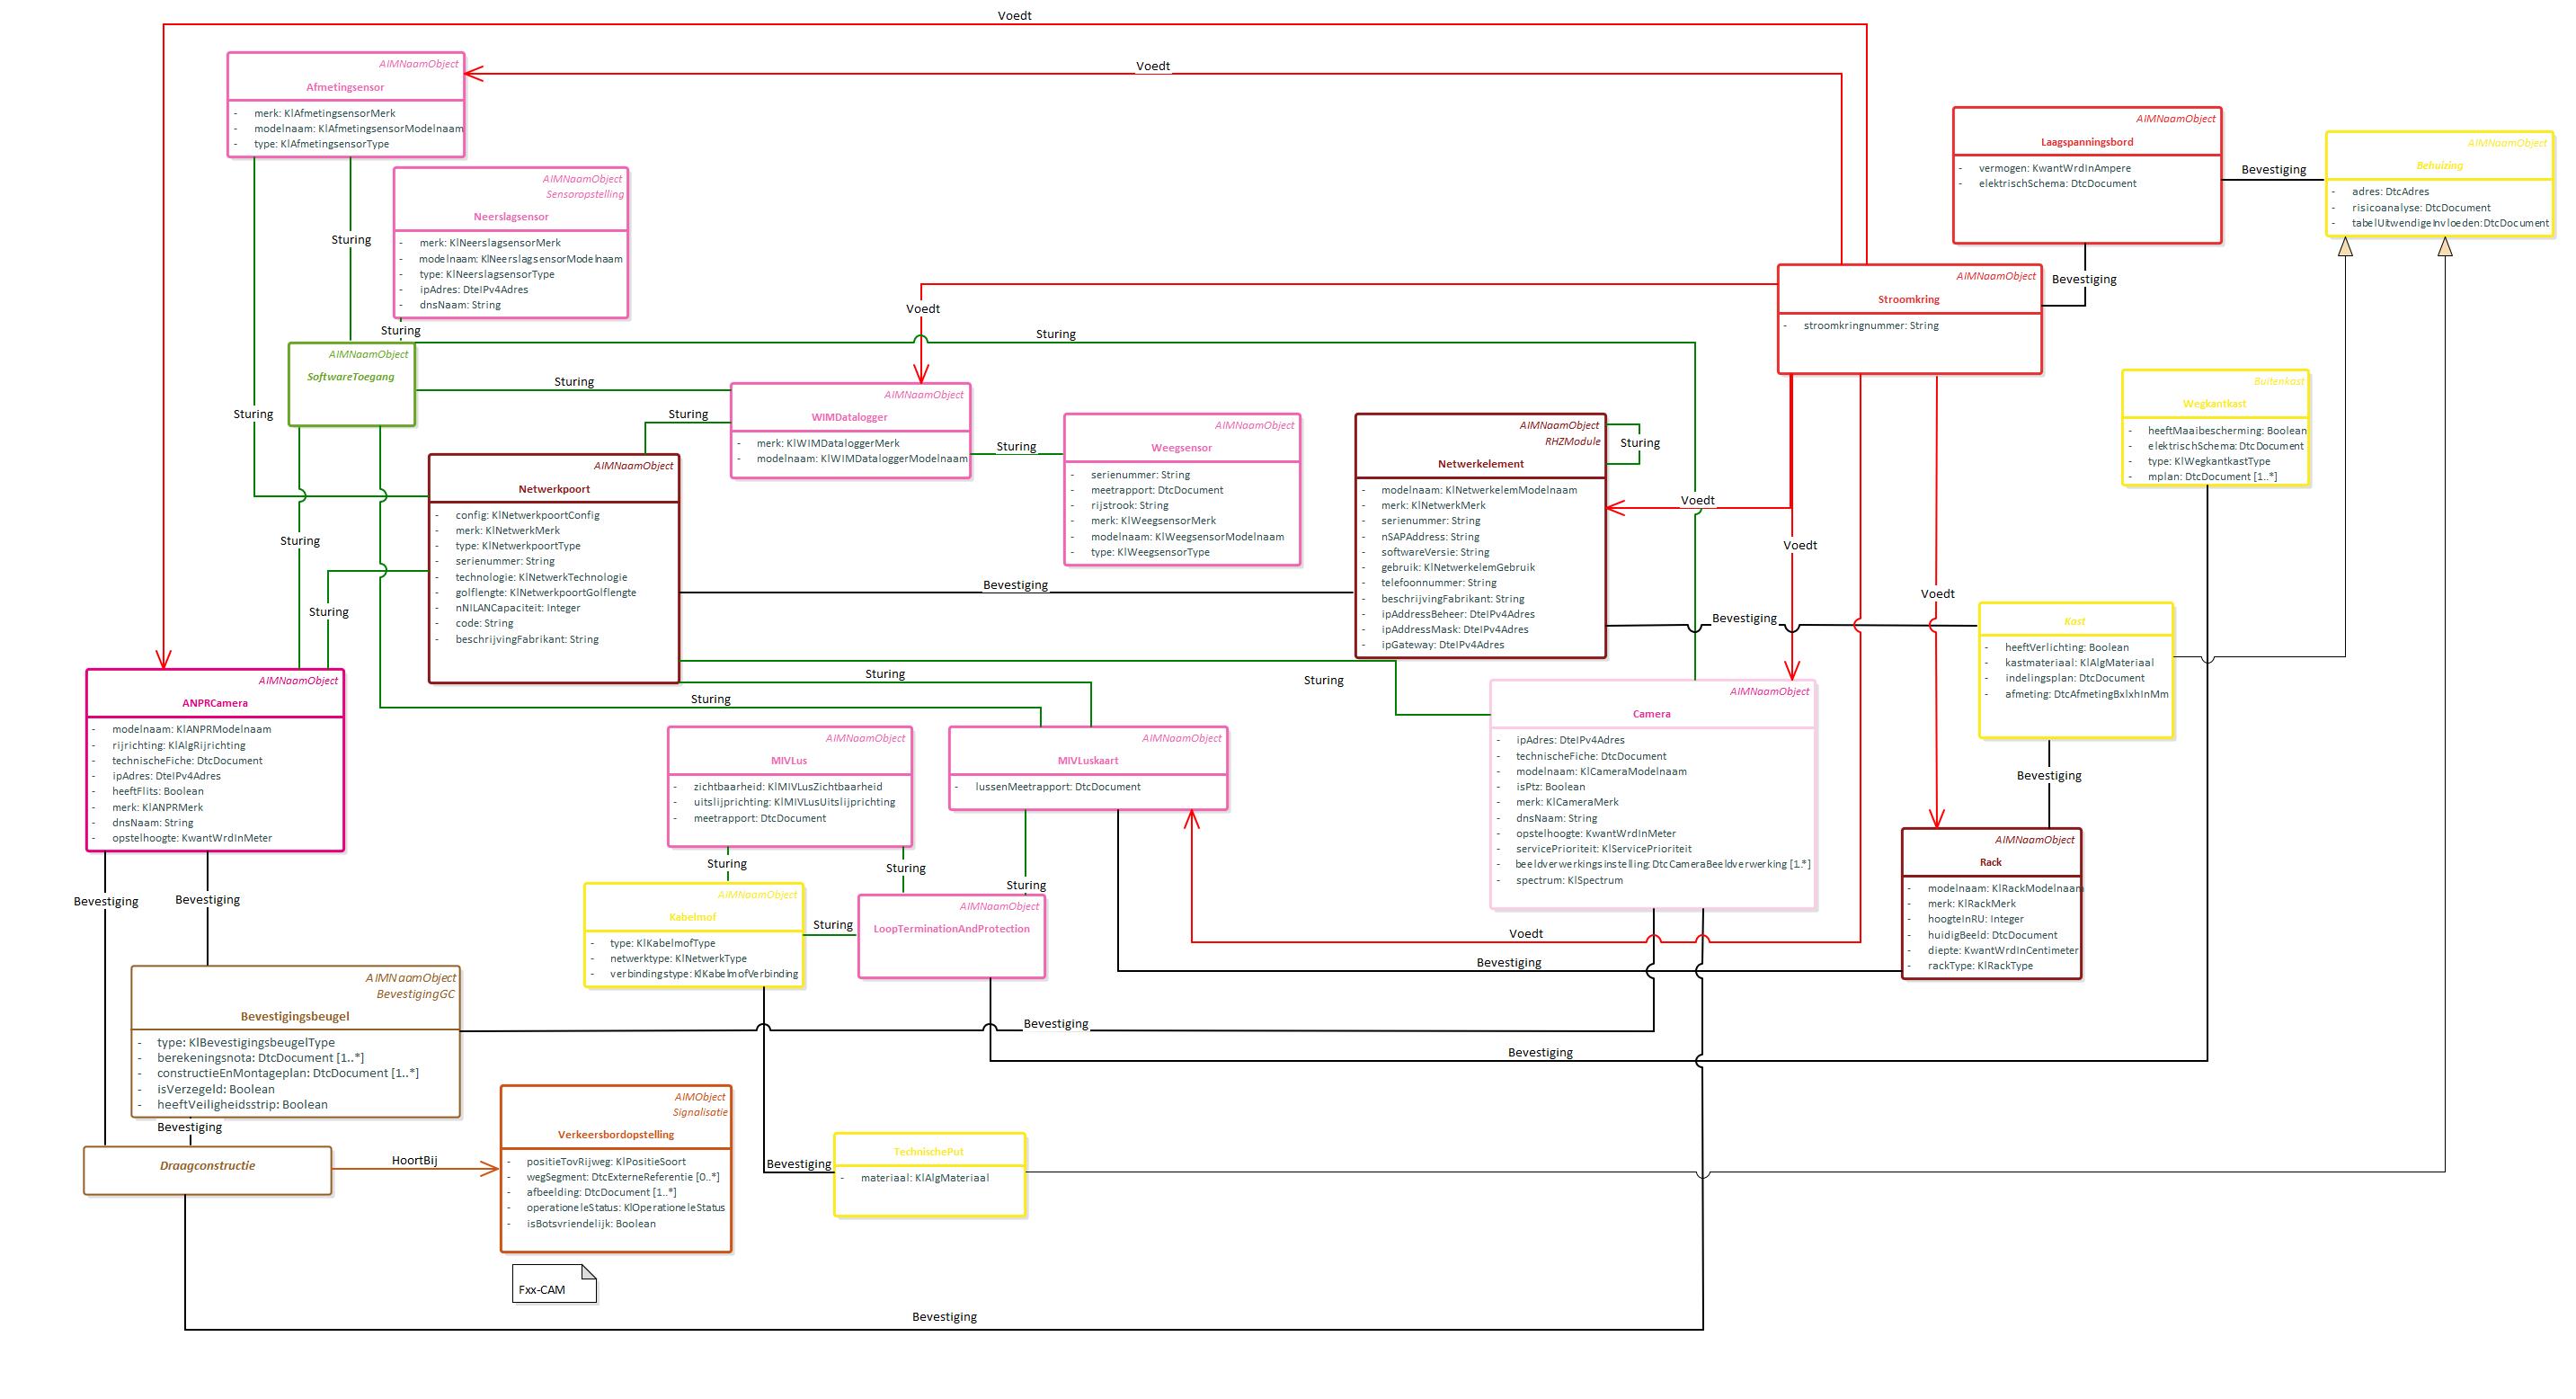 Voedt
Voedt
AIMNaamObject
Afmetingsensor
- merk: KlAfmetingsensorMerk
- modelnaam: KlAfmetingsensorModelnaam
- type: KlAfmetingsensorType
AIMNaamObject
Laagspanningsbord
- vermogen: KwantWrdInAmpere
- elektrischSchema: DtcDocument
Bevestiging
AIMNaamObject
Behuizing
- adres: DtcAdres
- risicoanalyse: DtcDocument
- tabelUitwendigeInvloeden: DtcDocument
AIMNaamObject
Sensoropstelling
Neerslagsensor
- merk: KlNeerslagsensorMerk
- modelnaam: KlNeerslagsensorModelnaam
- type: KlNeerslagsensorType
- ipAdres: DteIPv4Adres
- dnsNaam: String
Sturing
Sturing
AIMNaamObject
Stroomkring
- stroomkringnummer: String
Bevestiging
Voedt
Sturing
AIMNaamObject
SoftwareToegang
Sturing
Sturing
Sturing
AIMNaamObject
WIMDatalogger
- merk: KlWIMDataloggerMerk
- modelnaam: KlWIMDataloggerModelnaam
Sturing
AIMNaamObject
Weegsensor
- serienummer: String
- meetrapport: DtcDocument
- rijstrook: String
- merk: KlWeegsensorMerk
- modelnaam: KlWeegsensorModelnaam
- type: KlWeegsensorType
AIMNaamObject
RHZModule
Netwerkelement
- modelnaam: KlNetwerkelemModelnaam
- merk: KlNetwerkMerk
- serienummer: String
- nSAPAddress: String
- softwareVersie: String
- gebruik: KlNetwerkelemGebruik
- telefoonnummer: String
- beschrijvingFabrikant: String
- ipAddressBeheer: DteIPv4Adres
- ipAddressMask: DteIPv4Adres
- ipGateway: DteIPv4Adres
Sturing
Voedt
Voedt
Voedt
Buitenkast
Wegkantkast
- heeftMaaibescherming: Boolean
- elektrischSchema: DtcDocument
- type: KlWegkantkastType
- mplan: DtcDocument [1..*]
AIMNaamObject
Netwerkpoort
- config: KlNetwerkpoortConfig
- merk: KlNetwerkMerk
- type: KlNetwerkpoortType
- serienummer: String
- technologie: KlNetwerkTechnologie
- golflengte: KlNetwerkpoortGolflengte
- nNILANCapaciteit: Integer
- code: String
- beschrijvingFabrikant: String
Sturing
Sturing
Bevestiging
Bevestiging
Kast
- heeftVerlichting: Boolean
- kastmateriaal: KlAlgMateriaal
- indelingsplan: DtcDocument
- afmeting: DtcAfmetingBxlxhInMm
Bevestiging
Sturing
Sturing
Sturing
AIMNaamObject
ANPRCamera
- modelnaam: KlANPRModelnaam
- rijrichting: KlAlgRijrichting
- technischeFiche: DtcDocument
- ipAdres: DteIPv4Adres
- heeftFlits: Boolean
- merk: KlANPRMerk
- dnsNaam: String
- opstelhoogte: KwantWrdInMeter
AIMNaamObject
MIVLus
- zichtbaarheid: KlMIVLusZichtbaarheid
- uitslijprichting: KlMIVLusUitslijprichting
- meetrapport: DtcDocument
AIMNaamObject
MIVLuskaart
- lussenMeetrapport: DtcDocument
AIMNaamObject
Camera
- ipAdres: DteIPv4Adres
- technischeFiche: DtcDocument
- modelnaam: KlCameraModelnaam
- isPtz: Boolean
- merk: KlCameraMerk
- dnsNaam: String
- opstelhoogte: KwantWrdInMeter
- servicePrioriteit: KlServicePrioriteit
- beeldverwerkingsinstelling: DtcCameraBeeldverwerking [1..*]
- spectrum: KlSpectrum
AIMNaamObject
Rack
- modelnaam: KlRackModelnaam
- merk: KlRackMerk
- hoogteInRU: Integer
- huidigBeeld: DtcDocument
- diepte: KwantWrdInCentimeter
- rackType: KlRackType
Sturing
Sturing
Sturing
Bevestiging
Bevestiging
AIMNaamObject
Kabelmof
- type: KlKabelmofType
- netwerktype: KlNetwerkType
- verbindingstype: KlKabelmofVerbinding
Sturing
AIMNaamObject
LoopTerminationAndProtection
Voedt
Bevestiging
AIMNaamObject
BevestigingGC
Bevestigingsbeugel
- type: KlBevestigingsbeugelType
- berekeningsnota: DtcDocument [1..*]
- constructieEnMontageplan: DtcDocument [1..*]
- isVerzegeld: Boolean
- heeftVeiligheidsstrip: Boolean
Bevestiging
Bevestiging
Bevestiging
Draagconstructie
HoortBij
AIMObject
Signalisatie
Verkeersbordopstelling
- positieTovRijweg: KlPositieSoort
- wegSegment: DtcExterneReferentie [0..*]
- afbeelding: DtcDocument [1..*]
- operationeleStatus: KlOperationeleStatus
- isBotsvriendelijk: Boolean
Bevestiging
TechnischePut
- materiaal: KlAlgMateriaal
Fxx-CAM
Bevestiging